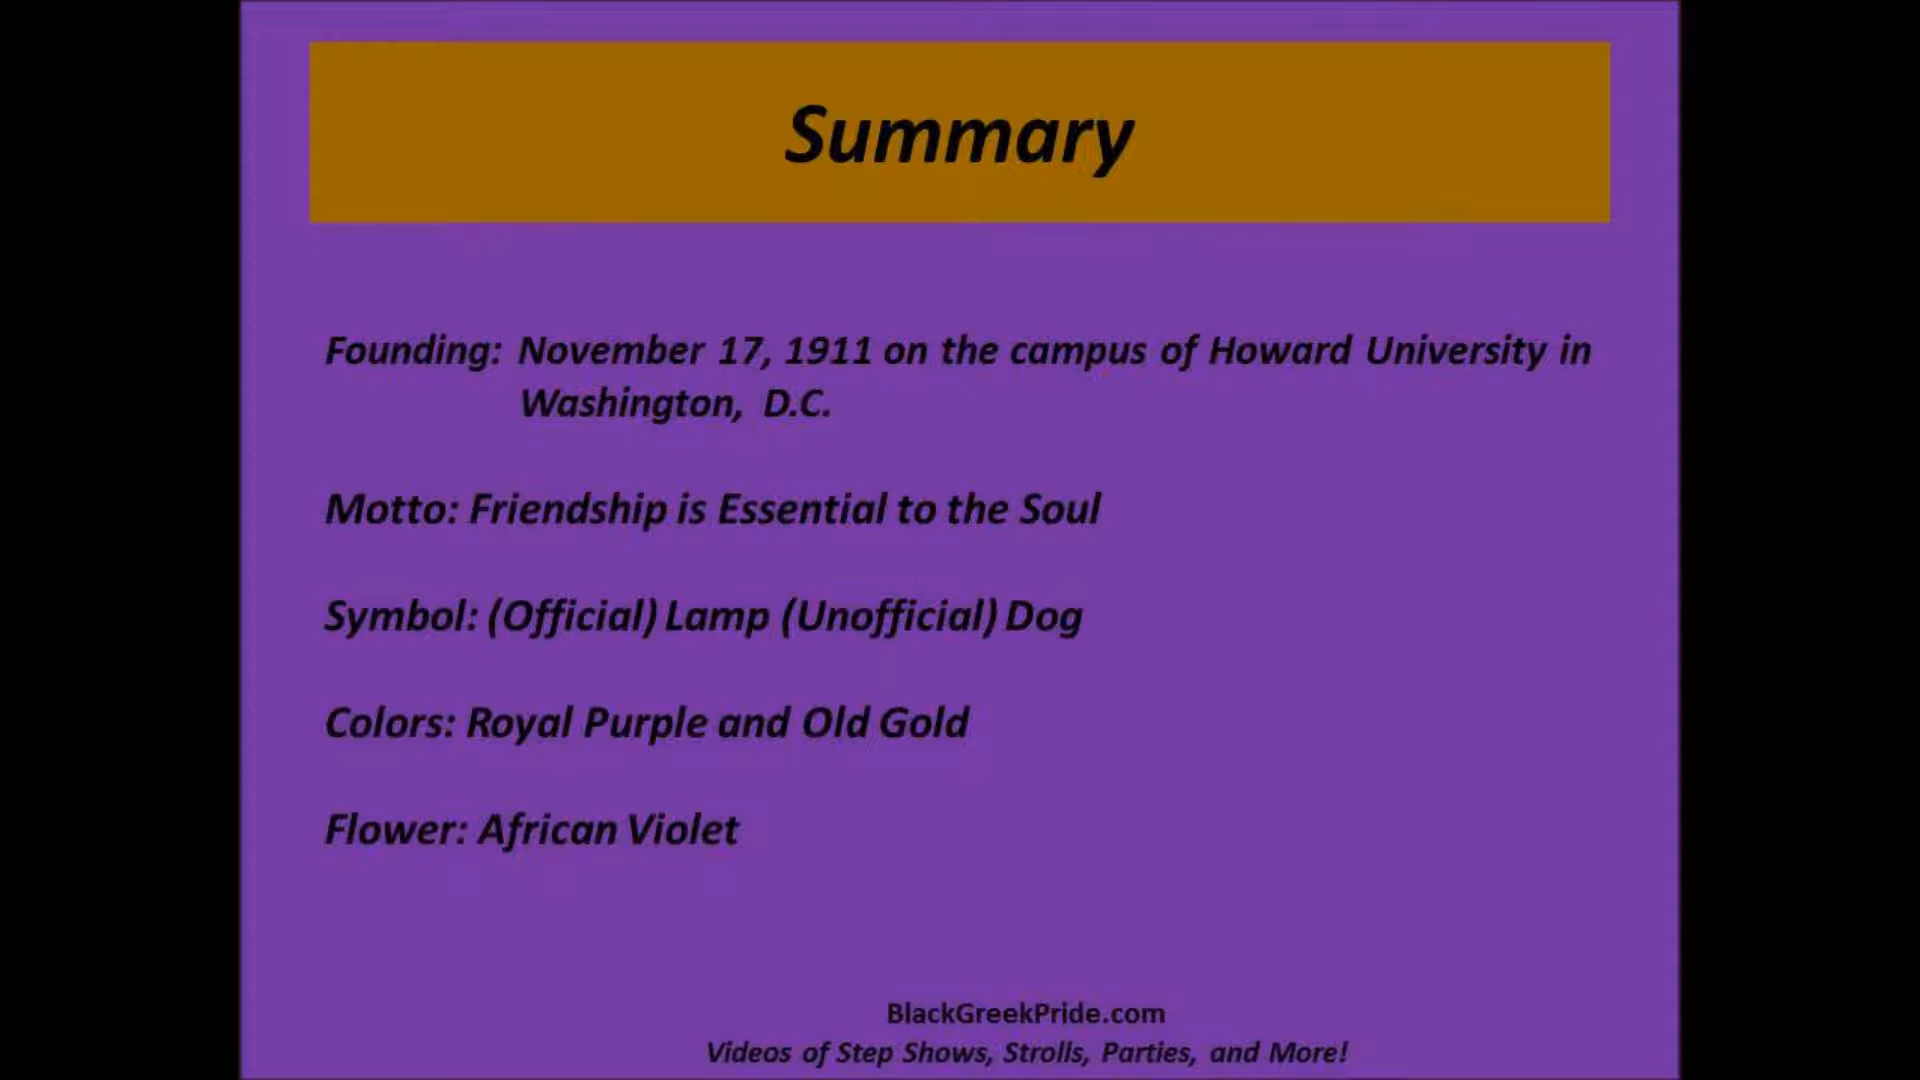 Summary
Founding: November 17, 1911 on the campus of Howard University in
Washington, D.C.
Motto: Friendship is Essential to the Soul
Symbol: (Official) Lamp (Unofficial) Dog
Colors: Royal Purple and Old Gold
Flower: African Violet
BlackGreekPride.com
Videos of Step Shows, Strolls, Parties, and More!